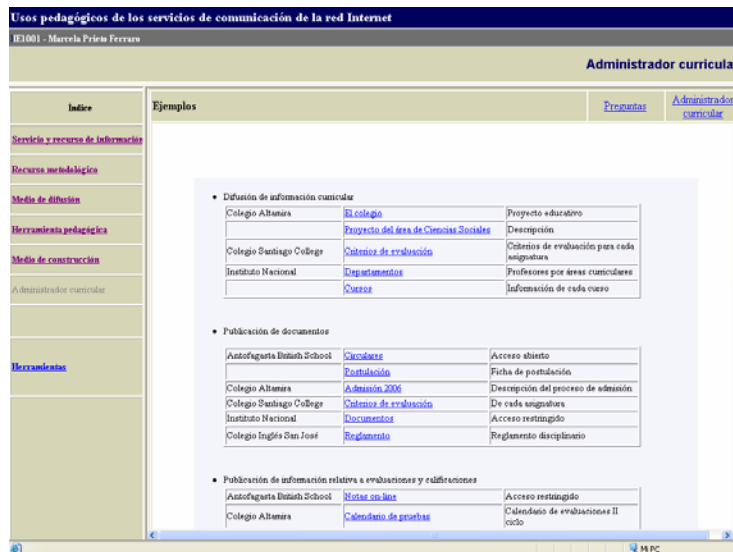 Usos pedagógicos de los servicios de comunicación de la red Internet
IE1001 - Marcela Prieto Ferraro
Administrador curricula
Índice
Ejemplos
Preguntas
Administrador
curricular
Servicio y recurso de información
Recurso metodológico
Medio de difusión
Herramienta pedagógica
Medio de construcción
Administrador curricular
Herramientas
• Difusión de información curricular
Colegio Altamira El colegio Proyecto educativo
Proyecto del área de Ciencias Sociales Descripción
Colegio Santiago College Criterios de evaluación Criterios de evaluación para cada
asignatura
Instituto Nacional Departamentos Profesores por áreas curriculares
Cursos Información de cada curso
• Publicación de documentos
Antofagasta British School Circulares Acceso abierto
Postulación Ficha de postulación
Colegio Altamira Admisión 2006 Descripción del proceso de admisión
Colegio Santiago College Criterios de evaluación De cada asignatura
Instituto Nacional Documentos Acceso restringido
Colegio Inglés San José Reglamento Reglamento disciplinario
• Publicación de información relativa a evaluaciones y calificaciones
Antofagasta British School Notas on-line Acceso restringido
Colegio Altamira Calendario de pruebas Calendario de evaluaciones II
ciclo
Mi PC